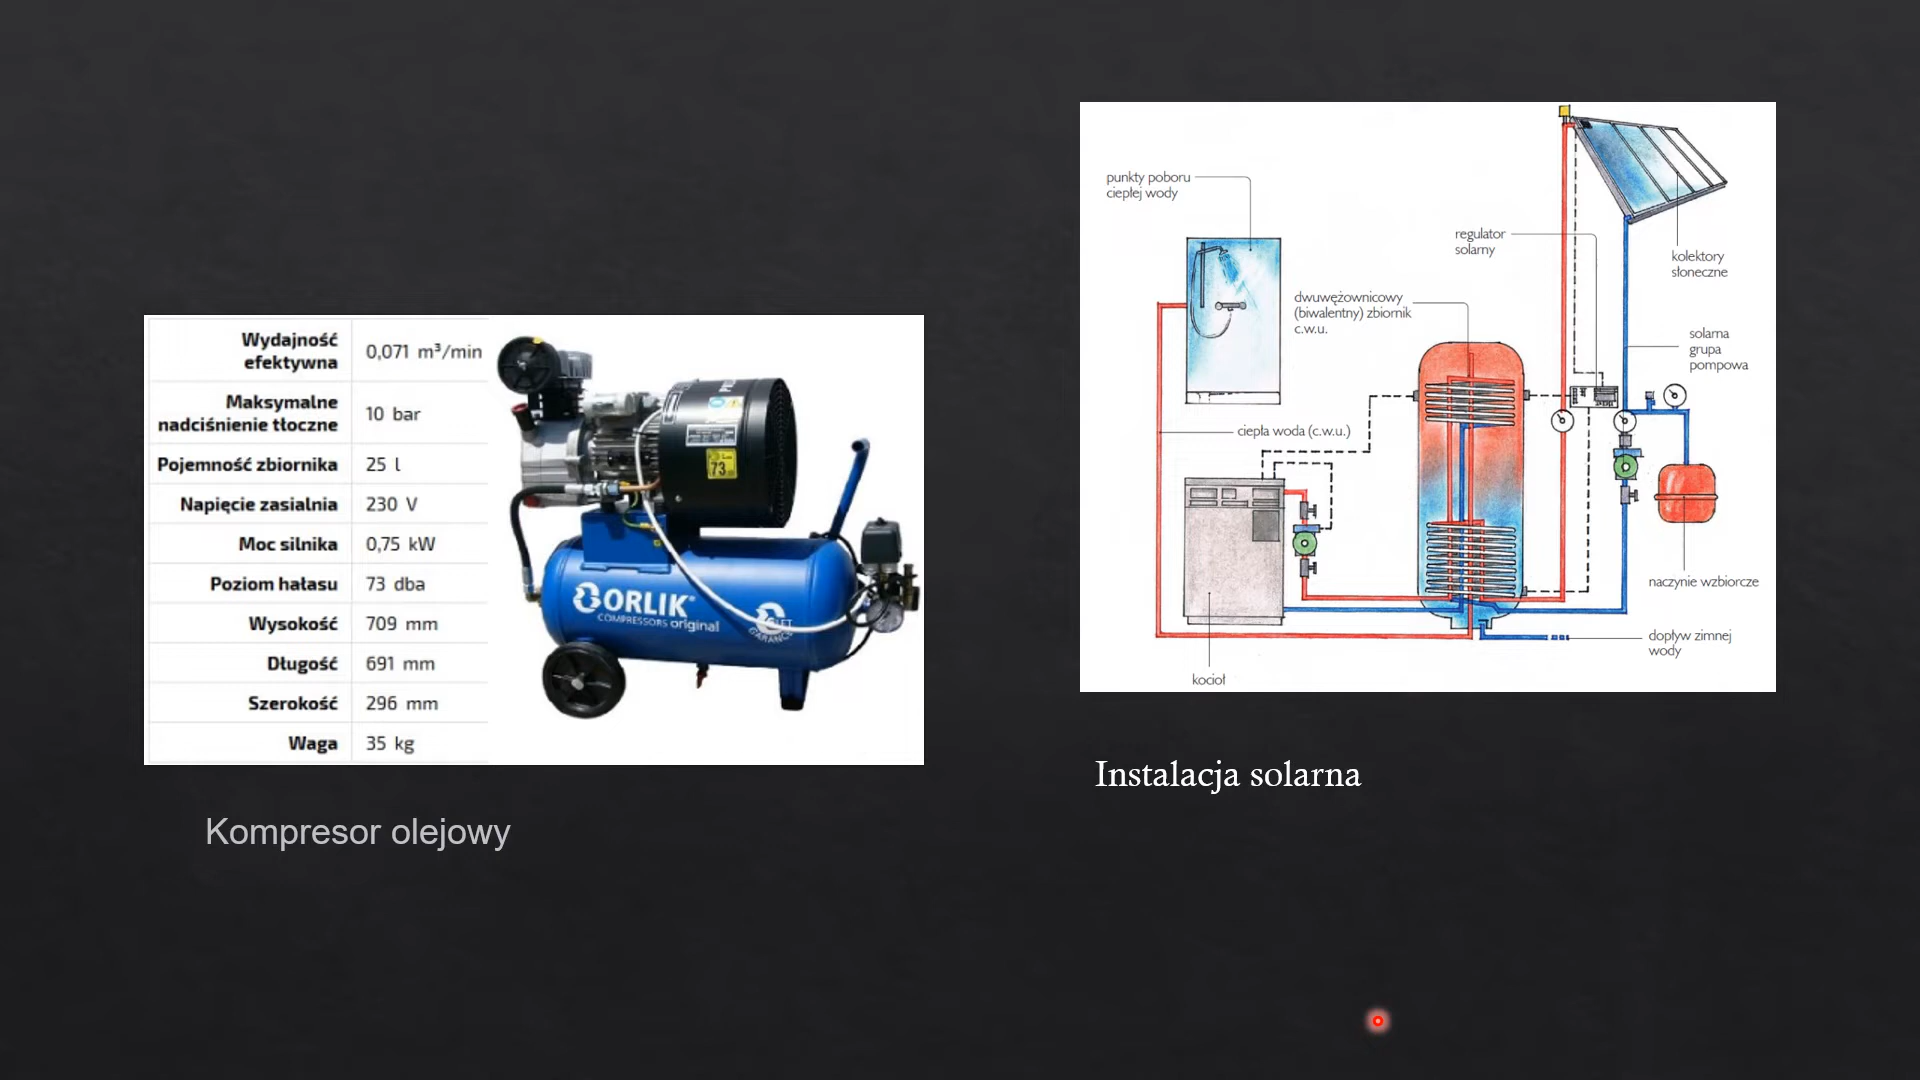 Wydajność
efektywna
0,071 m³/min
Maksymalne
nadciśnienie tłoczne
10 bar
Pojemność zbiornika
25 l
Napięcie zasialnia
230 V
Moc silnika
0,75 kW
Poziom hałasu
73 dba
Wysokość
709 mm
Długość
691 mm
Szerokość
296 mm
Waga
35 kg
73
ORLIK
COMPRESSORS original
Kompresor olejowy
punkty poboru
ciepłej wody
regulator
solarny
kolektory
słoneczne
dwuwężownicowy
(biwalentny) zbiornik
c.w.u.
solarna
grupa
pompowa
ciepła woda (c.w.u.)
naczynie wzbiorcze
dopływ zimnej
wody
kocioł
Instalacja solarna